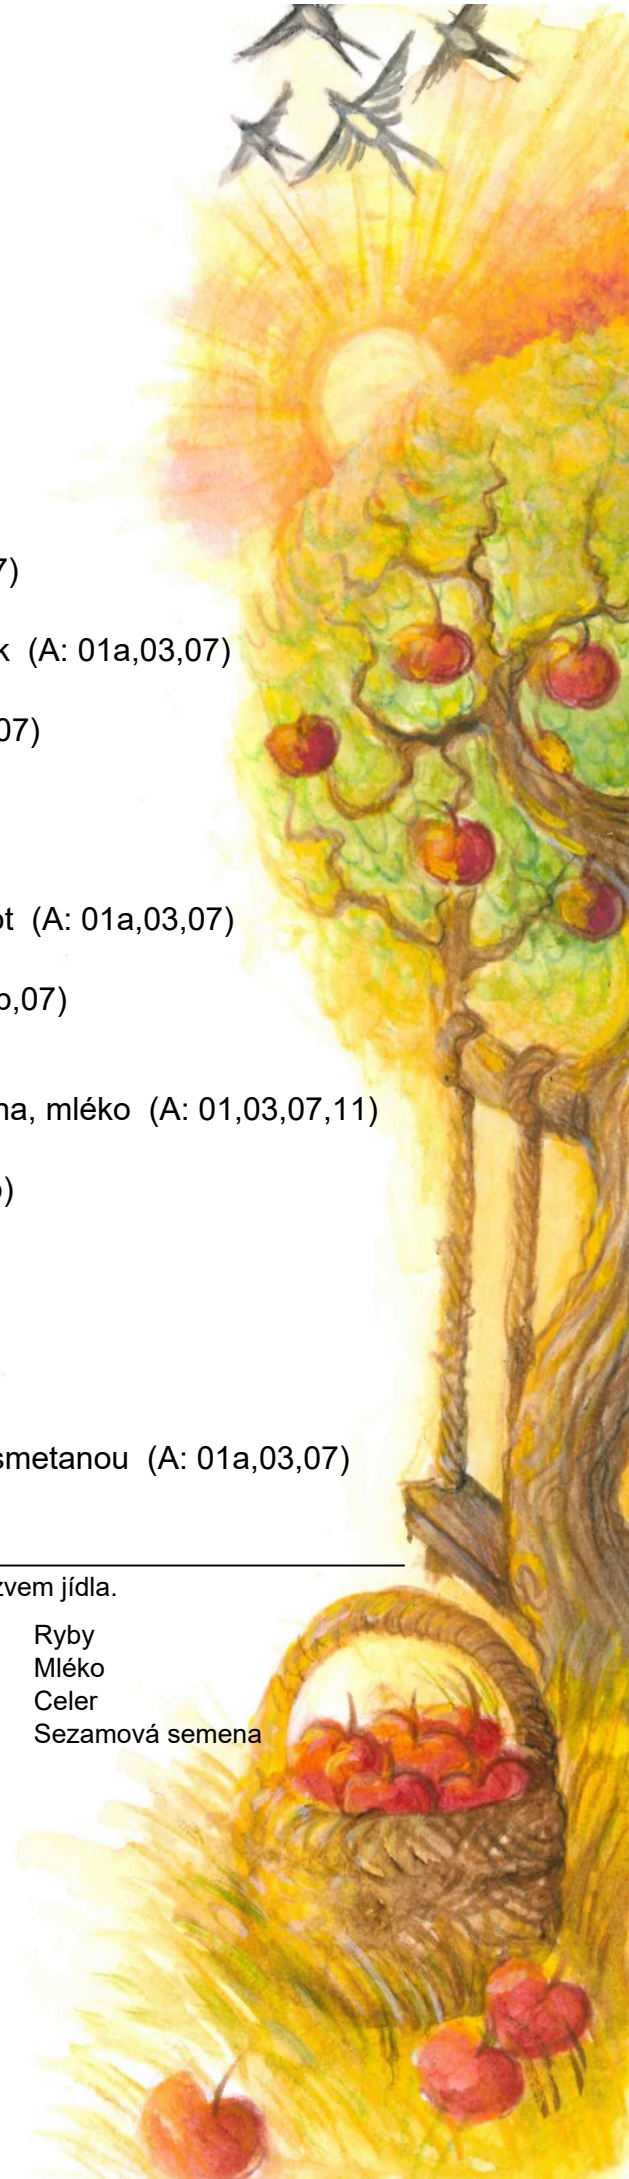 7)
k (A: 01a,03,07)
07)
ot (A: 01a,03,07)
o,07)
na, mléko (A: 01,03,07,11)
)
smetanou (A: 01a,03,07)
zvem jídla.
Ryby
Mléko
Celer
Sezamová semena